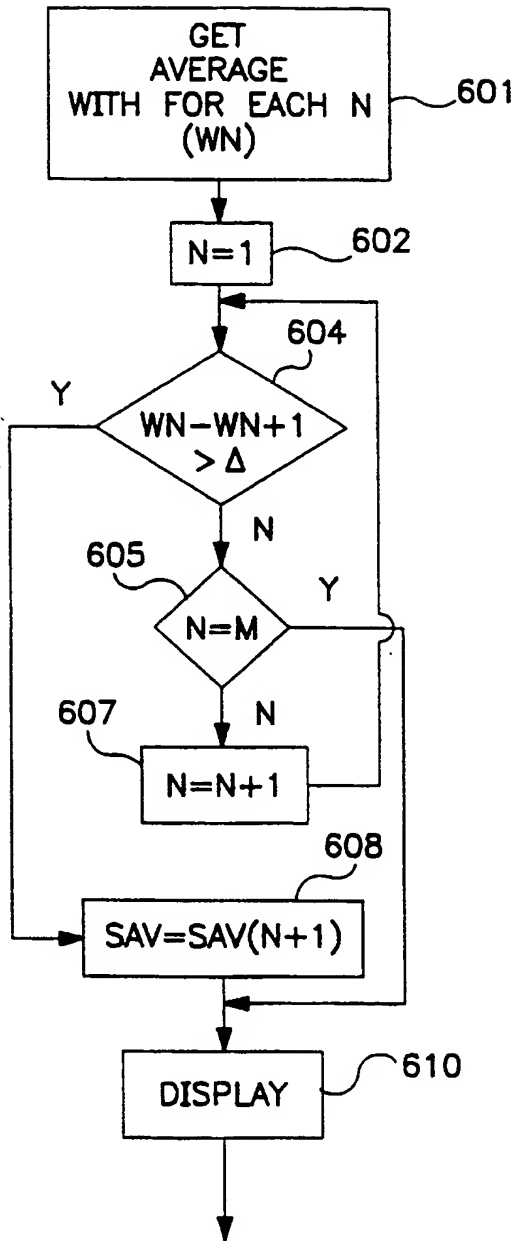 GET
AVERAGE
WITH FOR EACH N
(WN)
601
N=1
602
604
Y
WN-WN+1
> Δ
N
605
Y
N=M
N
607
N=N+1
608
SAV=SAV(N+1)
DISPLAY
610